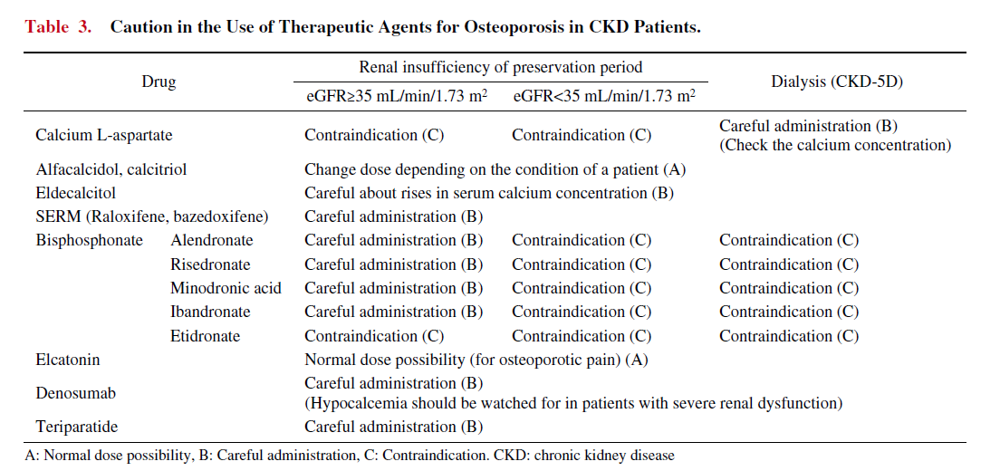 Table 3. Caution in the Use of Therapeutic Agents for Osteoporosis in CKD Patients.
Drug
Renal insufficiency of preservation period
Dialysis (CKD-5D)
eGFR≥35 mL/min/1.73 m² eGFR<35 mL/min/1.73 m²
Calcium L-aspartate Contraindication (C) Contraindication (C) Careful administration (B)
(Check the calcium concentration)
Alfacalcidol, calcitriol Change dose depending on the condition of a patient (A)
Eldecalcitol Careful about rises in serum calcium concentration (B)
SERM (Raloxifene, bazedoxifene) Careful administration (B)
Bisphosphonate Alendronate Careful administration (B) Contraindication (C) Contraindication (C)
Risedronate Careful administration (B) Contraindication (C) Contraindication (C)
Minodronic acid Careful administration (B) Contraindication (C) Contraindication (C)
Ibandronate Careful administration (B) Contraindication (C) Contraindication (C)
Etidronate Contraindication (C) Contraindication (C) Contraindication (C)
Elcatonin Normal dose possibility (for osteoporotic pain) (A)
Denosumab Careful administration (B)
(Hypocalcemia should be watched for in patients with severe renal dysfunction)
Teriparatide Careful administration (B)
A: Normal dose possibility, B: Careful administration, C: Contraindication. CKD: chronic kidney disease